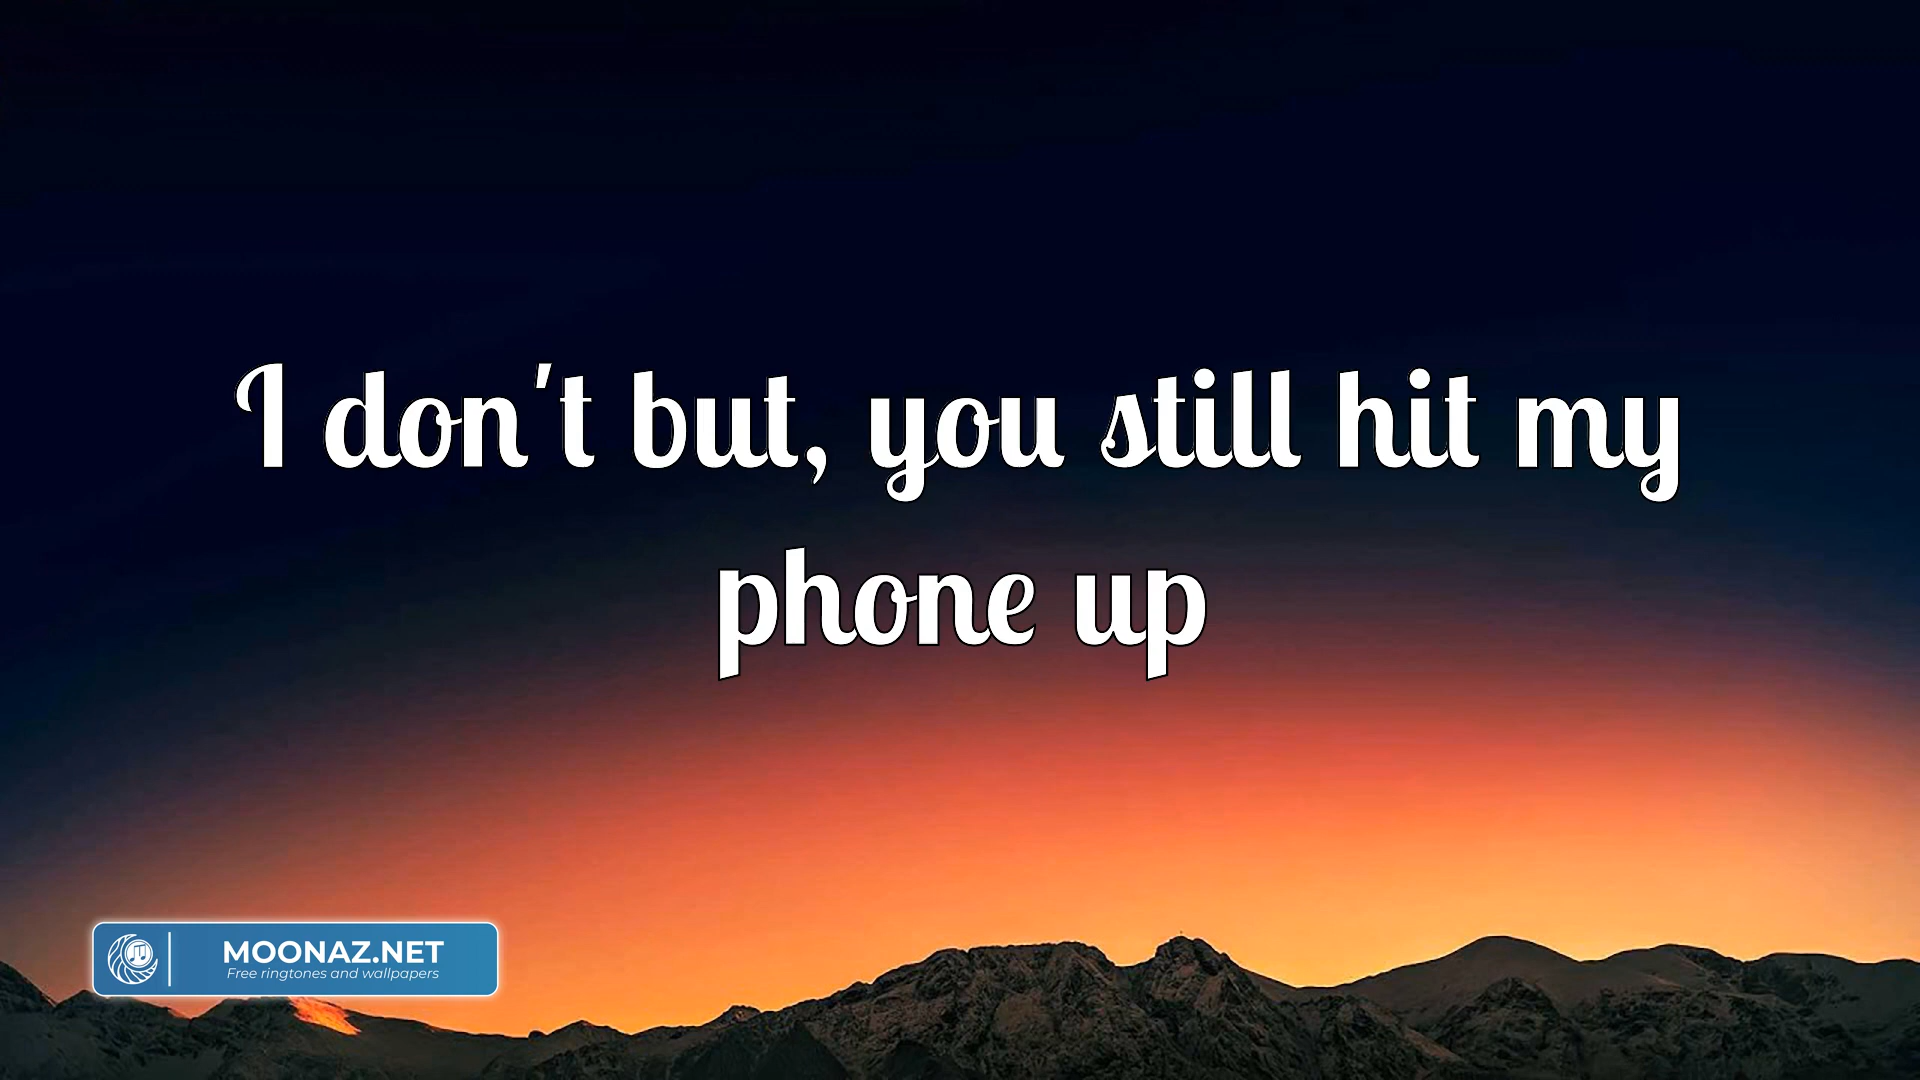 I don't but, you still hit my
phone up
MOONAZ.NET
Free ringtones and wallpapers